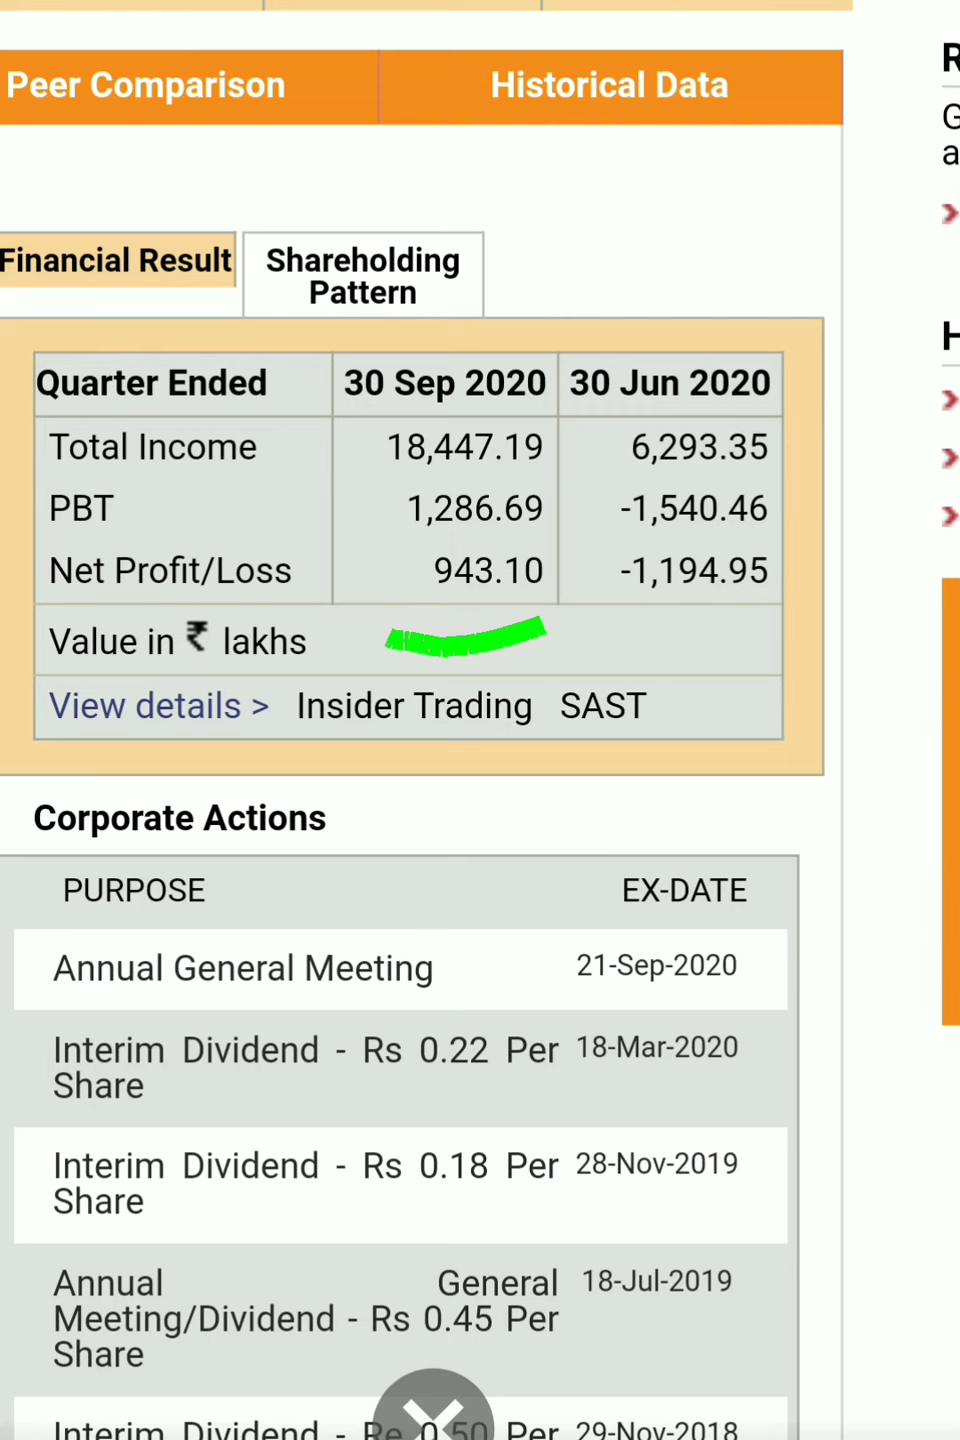 Peer Comparison Historical Data
Financial Result Shareholding
Pattern
Quarter Ended 30 Sep 2020 30 Jun 2020
Total Income 18,447.19 6,293.35
PBT 1,286.69 -1,540.46
Net Profit/Loss 943.10 -1,194.95
Value in ₹ lakhs
View details > Insider Trading SAST
Corporate Actions
PURPOSE EX-DATE
Annual General Meeting 21-Sep-2020
Interim Dividend - Rs 0.22 Per 18-Mar-2020
Share
Interim Dividend - Rs 0.18 Per 28-Nov-2019
Share
Annual General 18-Jul-2019
Meeting/Dividend - Rs 0.45 Per
Share
Interim Dividend - Re 0.50 Per 29-Nov-2018